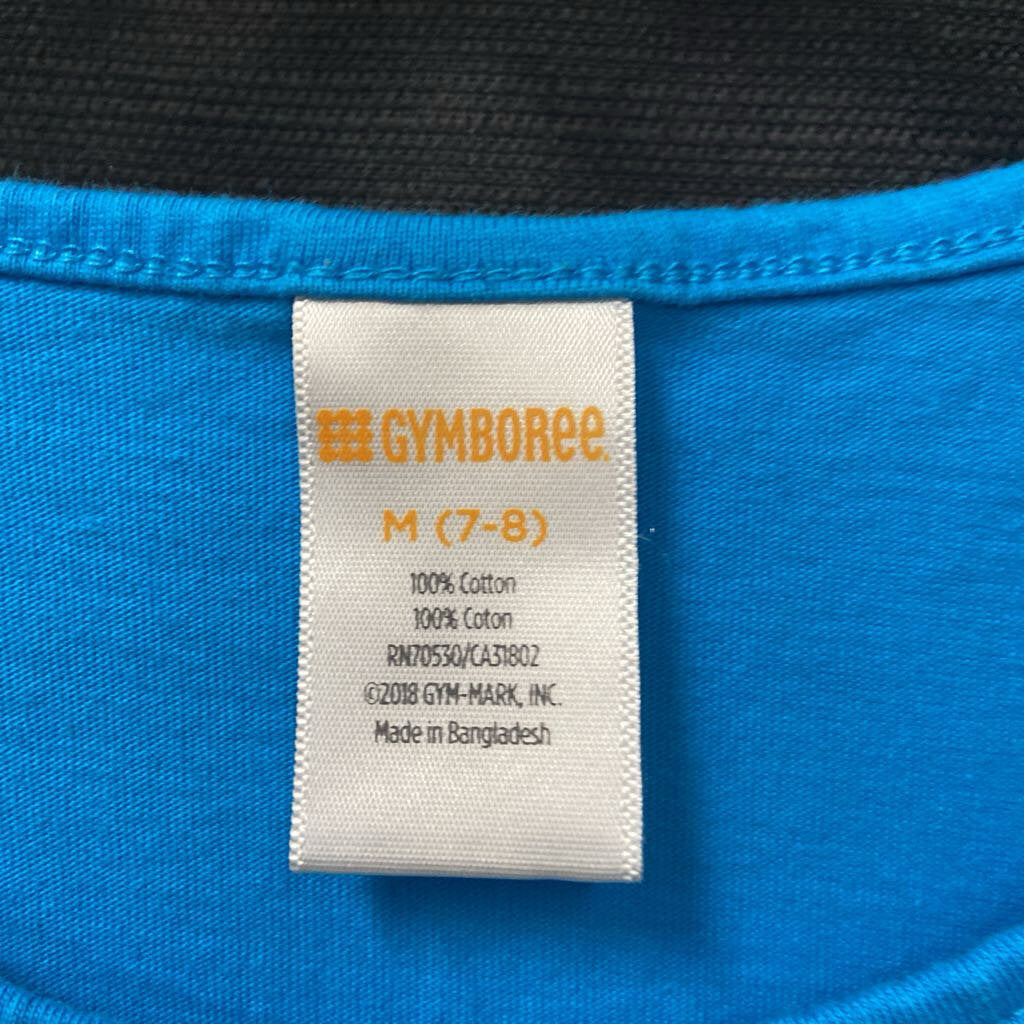 GYMBOREE.
M (7-8)
100% Cotton
100% Coton
RN70530/CA31802
©2018 GYM-MARK, INC.
Made in Bangladesh